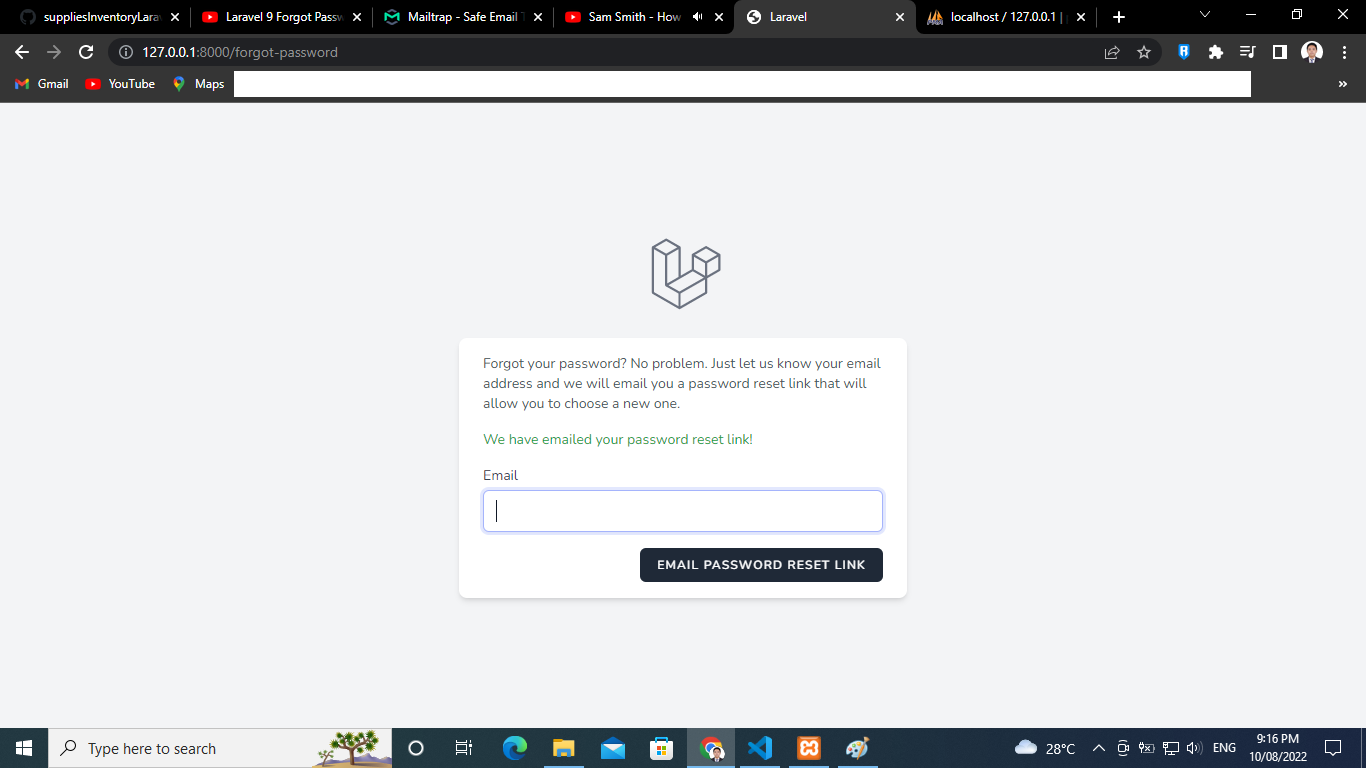 suppliesInventoryLarav
Laravel 9 Forgot Passw
Mailtrap - Safe Email T
Sam Smith - How
Laravel
localhost / 127.0.0.1 | p
127.0.0.1:8000/forgot-password
Gmail
YouTube
Maps
»
Forgot your password? No problem. Just let us know your email
address and we will email you a password reset link that will
allow you to choose a new one.
We have emailed your password reset link!
Email
EMAIL PASSWORD RESET LINK
Type here to search
28°C
ENG
9:16 PM
10/08/2022